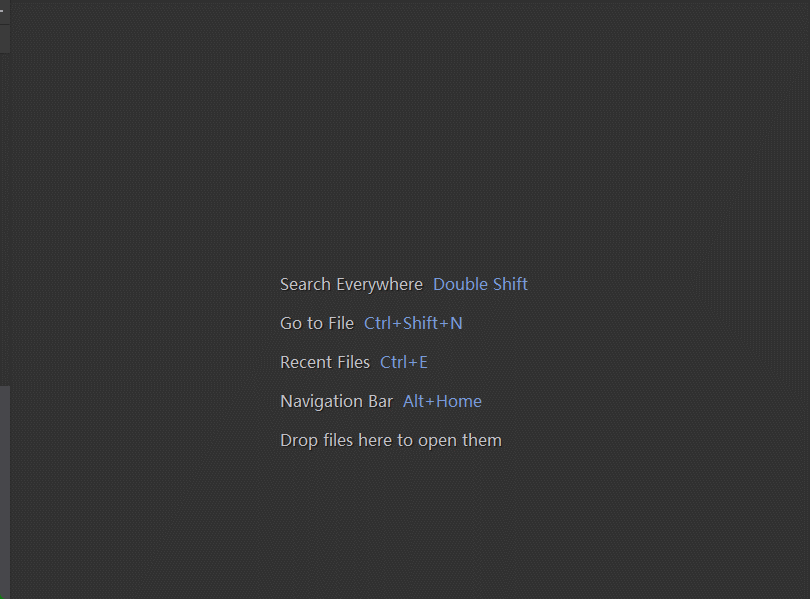 Search Everywhere Double Shift
Go to File Ctrl+Shift+N
Recent Files Ctrl+E
Navigation Bar Alt+Home
Drop files here to open them